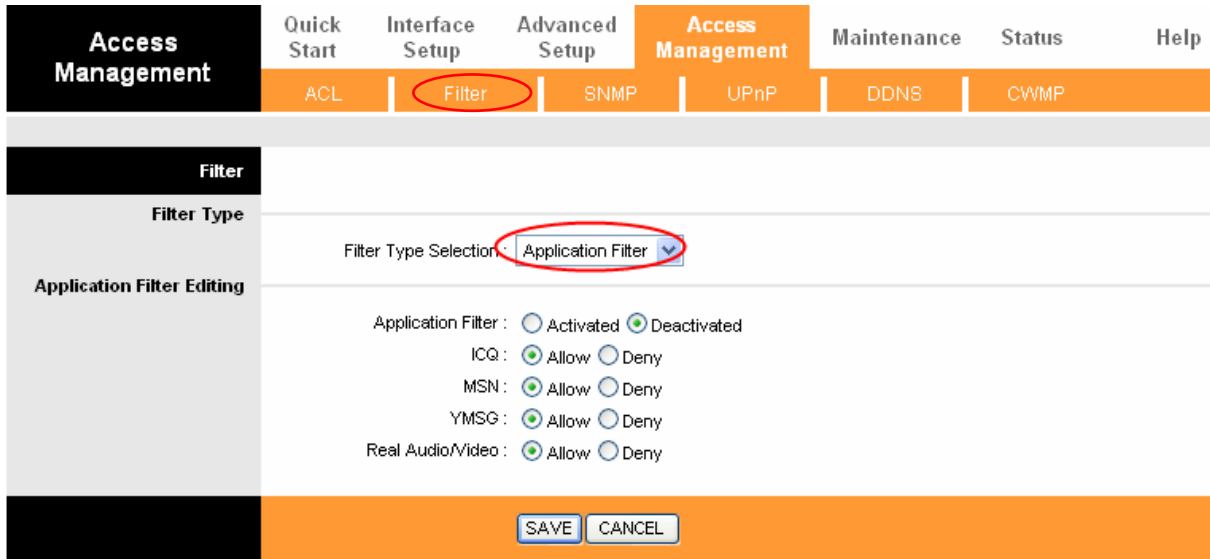 Access Management
Quick Start
Interface Setup
Advanced Setup
Access Management
Maintenance
Status
Help
ACL
Filter
SNMP
UPnP
DDNS
CWMP
Filter
Filter Type
Filter Type Selection : Application Filter
Application Filter Editing
Application Filter : Activated Deactivated
ICQ : Allow Deny
MSN : Allow Deny
YMSG : Allow Deny
Real Audio/Video : Allow Deny
SAVE CANCEL